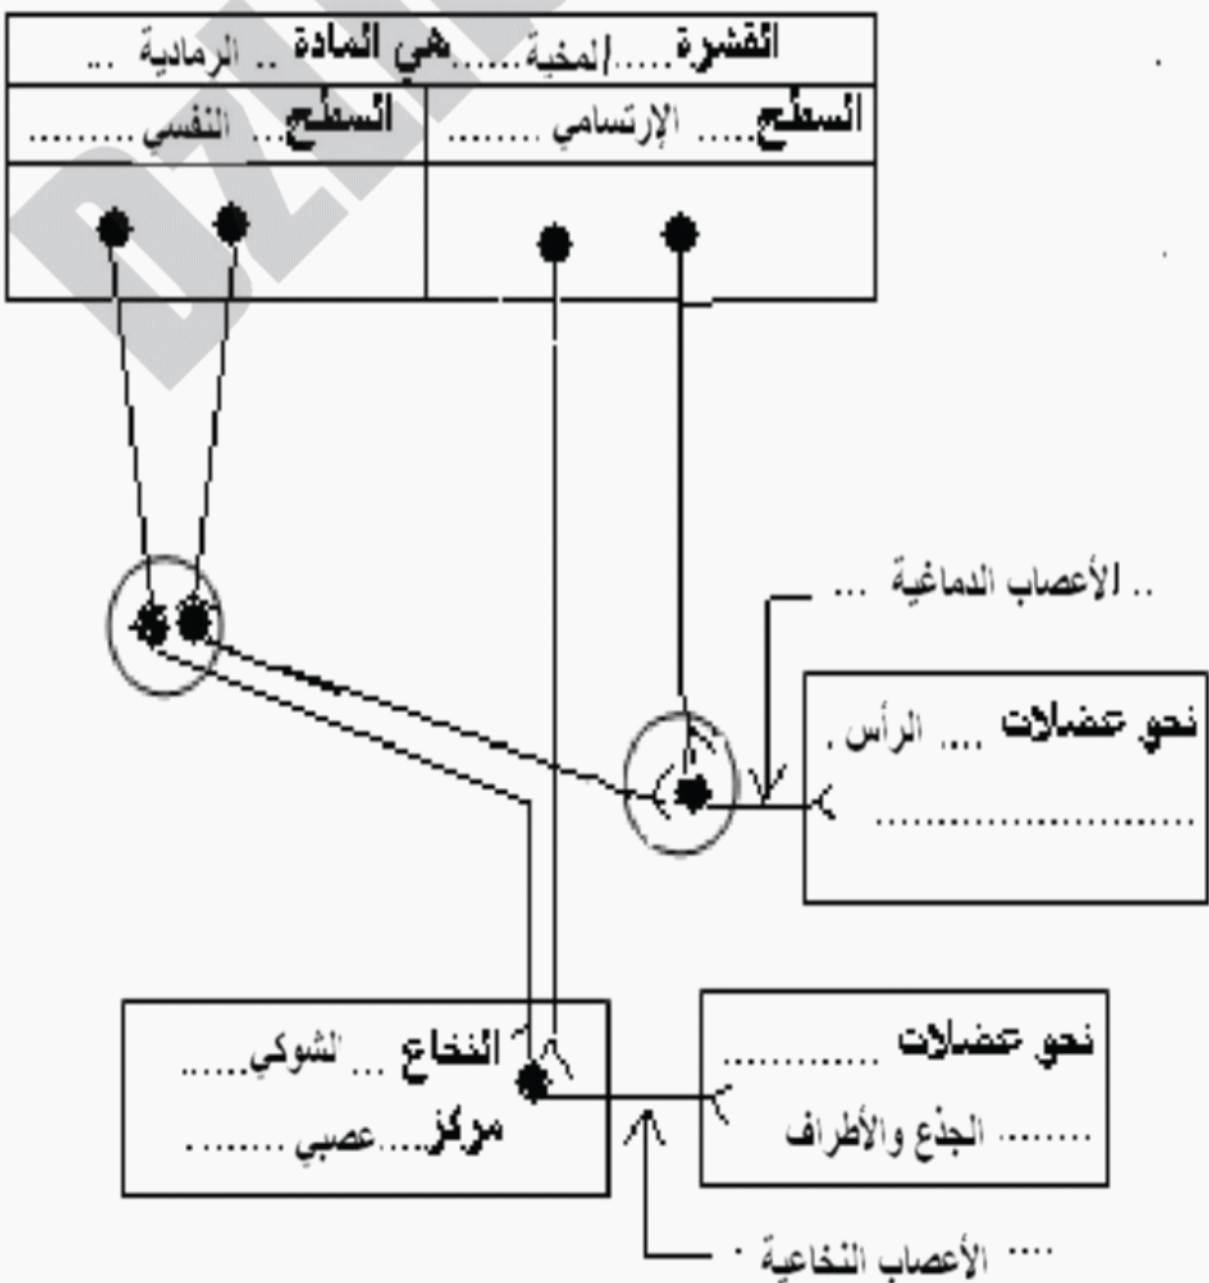 القشرة .....المخية......هي المادة .. الرمادية ...
السطح..... الإرتسامي ........
السطح... النفسي .........
.. الأعصاب الدماغية ...
نحو عضلات .... الرأس .
..........................
النخاع ... الشوكي......
مركز....عصبي ........ .
نحو عضلات .............
........ الجذع والأطراف
.... الأعصاب النخاعية .